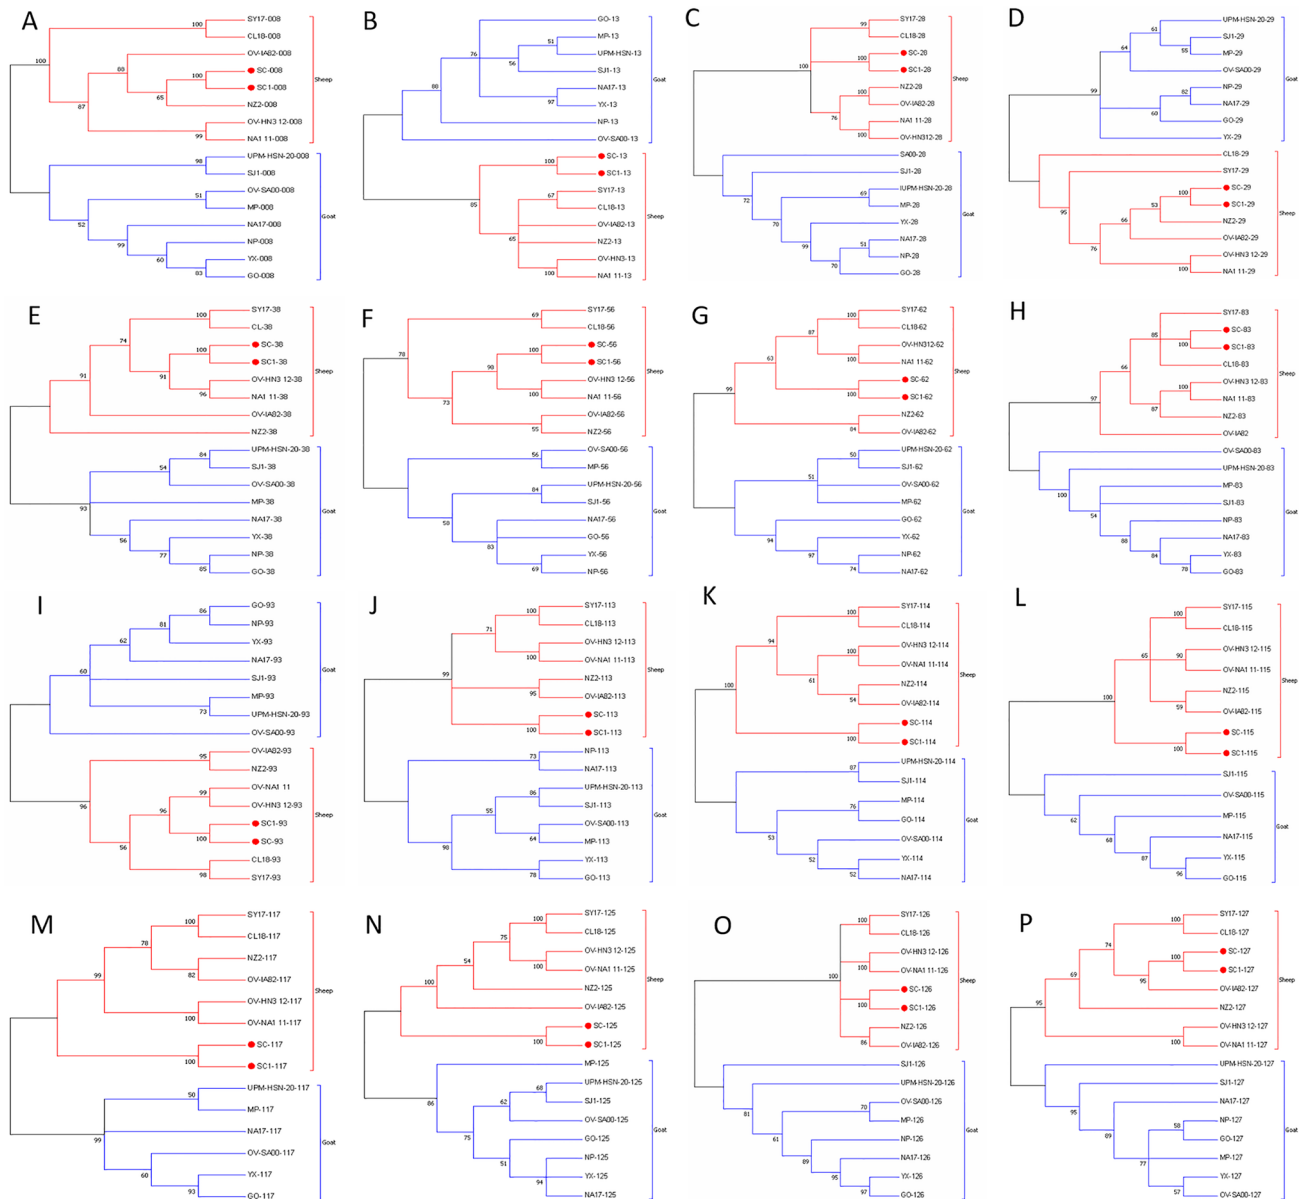 A
SY17-008
CL18-008
OV-IA82-008
SC-008
SC1-008
NZ2-008
OV-HN3 12-008
NA1 11-008
UPM-HSN-20-008
SJ1-008
OV-SA00-008
MP-008
NA17-008
NP-008
YX-008
GO-008
Sheep
Goat
100
100
88
65
87
99
98
51
52
99
60
83
B
GO-13
MP-13
UPM-HSN-13
SJ1-13
NA17-13
YX-13
NP-13
OV-SA00-13
SC-13
SC1-13
SY17-13
CL18-13
OV-IA82-13
NZ2-13
OV-HN3-13
NA1 11-13
Goat
Sheep
76
51
56
88
97
100
85
67
65
100
C
SY17-28
CL18-28
SC-28
SC1-28
NZ2-28
OV-IA82-28
NA1 11-28
OV-HN312-28
SA00-28
SJ1-28
UPM-HSN-20-28
MP-28
YX-28
NA17-28
NP-28
GO-28
Sheep
Goat
99
100
100
76
100
72
69
70
99
51
70
D
UPM-HSN-20-29
SJ1-29
MP-29
OV-SA00-29
NP-29
NA17-29
GO-29
YX-29
CL18-29
SY17-29
SC-29
SC1-29
NZ2-29
OV-IA82-29
OV-HN3 12-29
NA1 11-29
Goat
Sheep
61
64
55
99
82
60
100
53
66
95
76
100
E
SY17-38
CL-38
SC-38
SC1-38
OV-HN3 12-38
NA1 11-38
OV-IA82-38
NZ2-38
UPM-HSN-20-38
SJ1-38
OV-SA00-38
MP-38
NA17-38
YX-38
NP-38
GO-38
Sheep
Goat
100
74
100
91
91
96
84
54
93
56
77
85
F
SY17-56
CL18-56
SC-56
SC1-56
OV-HN3 12-56
NA1 11-56
OV-IA82-56
NZ2-56
OV-SA00-56
MP-56
UPM-HSN-20-56
SJ1-56
NA17-56
GO-56
YX-56
NP-56
Sheep
Goat
69
78
100
98
100
73
55
56
84
58
83
69
G
SY17-62
CL18-62
OV-HN312-62
NA1 11-62
SC-62
SC1-62
NZ2-62
OV-IA82-62
UPM-HSN-20-62
SJ1-62
OV-SA00-62
MP-62
GO-62
YX-62
NP-62
NA17-62
Sheep
Goat
100
87
100
63
99
100
84
50
51
94
97
74
H
SY17-83
SC-83
SC1-83
CL18-83
OV-HN3 12-83
NA1 11-83
NZ2-83
OV-IA82
OV-SA00-83
UPM-HSN-20-83
MP-83
SJ1-83
NP-83
NA17-83
YX-83
GO-83
Sheep
Goat
85
100
66
97
100
87
100
54
88
84
78
I
GO-93
NP-93
YX-93
NA17-93
SJ1-93
MP-93
UPM-HSN-20-93
OV-SA00-93
OV-IA82-93
NZ2-93
OV-NA1 11
OV-HN3 12-93
SC1-93
SC-93
CL18-93
SY17-93
Goat
Sheep
86
81
62
60
73
95
99
96
100
96
56
98
J
SY17-113
CL18-113
OV-HN3 12-113
OV-NA1 11-113
NZ2-113
OV-IA82-113
SC-113
SC1-113
NP-113
NA17-113
UPM-HSN-20-113
SJ1-113
OV-SA00-113
MP-113
YX-113
GO-113
Sheep
Goat
100
71
100
99
95
100
73
86
55
64
98
78
K
SY17-114
CL18-114
OV-HN3 12-114
OV-NA1 11-114
NZ2-114
OV-IA82-114
SC-114
SC1-114
UPM-HSN-20-114
SJ1-114
MP-114
GO-114
OV-SA00-114
YX-114
NA17-114
Sheep
Goat
100
94
100
61
54
100
100
87
76
53
52
52
L
SY17-115
CL18-115
OV-HN3 12-115
OV-NA1 11-115
NZ2-115
OV-IA82-115
SC-115
SC1-115
SJ1-115
OV-SA00-115
MP-115
NA17-115
YX-115
GO-115
Sheep
Goat
100
65
90
100
59
100
62
68
87
96
M
SY17-117
CL18-117
NZ2-117
OV-IA82-117
OV-HN3 12-117
OV-NA1 11-117
SC-117
SC1-117
UPM-HSN-20-117
MP-117
NA17-117
OV-SA00-117
YX-117
GO-117
Sheep
Goat
100
78
82
99
100
100
50
99
60
93
N
SY17-125
CL18-125
OV-HN3 12-125
OV-NA1 11-125
NZ2-125
OV-IA82-125
SC-125
SC1-125
MP-125
UPM-HSN-20-125
SJ1-125
OV-SA00-125
GO-125
NP-125
YX-125
NA17-125
Sheep
Goat
100
75
100
54
100
100
86
68
62
75
51
94
O
SY17-126
CL18-126
OV-HN3 12-126
OV-NA1 11-126
SC-126
SC1-126
NZ2-126
OV-IA82-126
SJ1-126
UPM-HSN-20-126
OV-SA00-126
MP-126
NP-126
NA17-126
YX-126
GO-126
Sheep
Goat
100
100
100
100
86
81
70
61
89
95
97
P
SY17-127
CL18-127
SC-127
SC1-127
OV-IA82-127
NZ2-127
OV-HN3 12-127
OV-NA1 11-127
UPM-HSN-20-127
SJ1-127
NA17-127
NP-127
GO-127
MP-127
YX-127
OV-SA00-127
Sheep
Goat
100
74
100
95
69
95
100
95
89
58
77
57